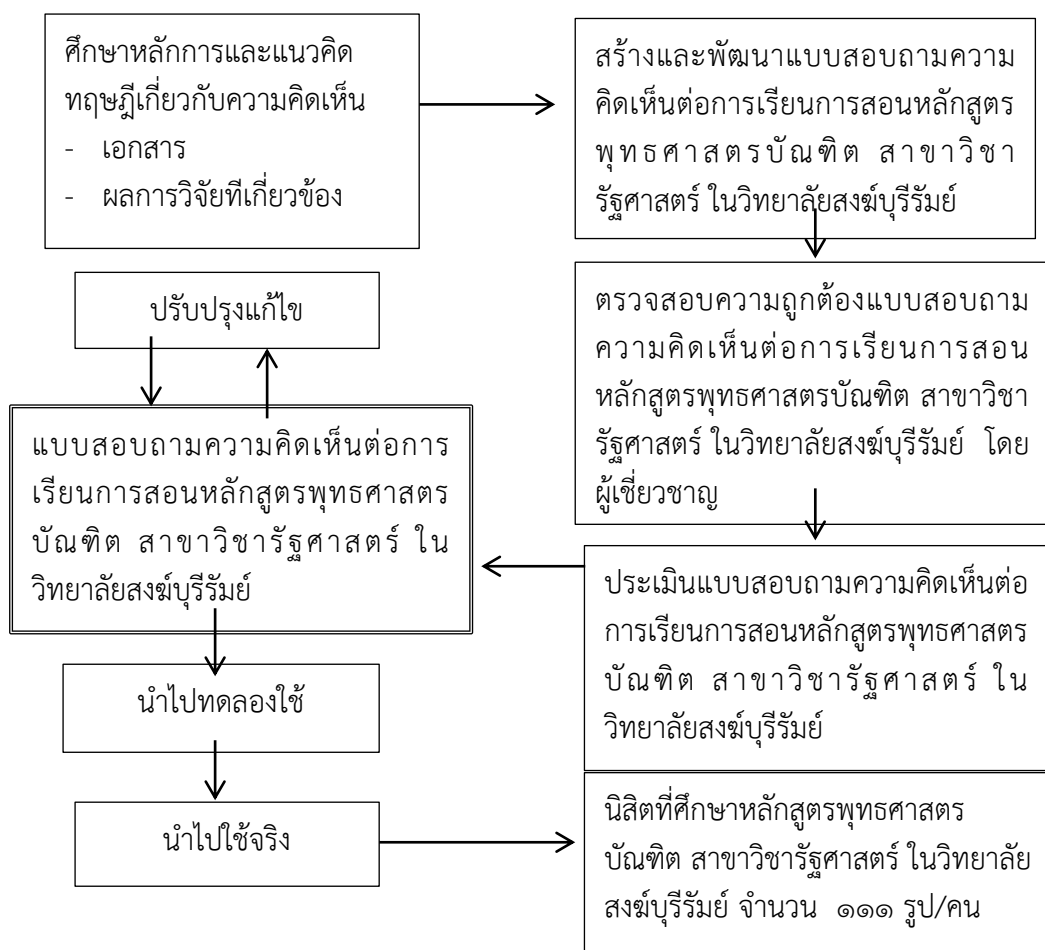 ศึกษาหลักการและแนวคิด
ทฤษฎีเกี่ยวกับความคิดเห็น
- เอกสาร
- ผลการวิจัยทีเกี่ยวข้อง
สร้างและพัฒนาแบบสอบถามความ
คิดเห็นต่อการเรียนการสอนหลักสูตร
พุทธศาสตรบัณฑิต สาขาวิชา
รัฐศาสตร์ ในวิทยาลัยสงฆ์บุรีรัมย์
ตรวจสอบความถูกต้องแบบสอบถาม
ความคิดเห็นต่อการเรียนการสอน
หลักสูตรพุทธศาสตรบัณฑิต สาขาวิชา
รัฐศาสตร์ ในวิทยาลัยสงฆ์บุรีรัมย์ โดย
ผู้เชี่ยวชาญ
ประเมินแบบสอบถามความคิดเห็นต่อ
การเรียนการสอนหลักสูตรพุทธศาสตร
บัณฑิต สาขาวิชารัฐศาสตร์ ใน
วิทยาลัยสงฆ์บุรีรัมย์
ปรับปรุงแก้ไข
แบบสอบถามความคิดเห็นต่อการ
เรียนการสอนหลักสูตรพุทธศาสตร
บัณฑิต สาขาวิชารัฐศาสตร์ ใน
วิทยาลัยสงฆ์บุรีรัมย์
นำไปทดลองใช้
นำไปใช้จริง
นิสิตที่ศึกษาหลักสูตรพุทธศาสตร
บัณฑิต สาขาวิชารัฐศาสตร์ ในวิทยาลัย
สงฆ์บุรีรัมย์ จำนวน ๑๑๑ รูป/คน